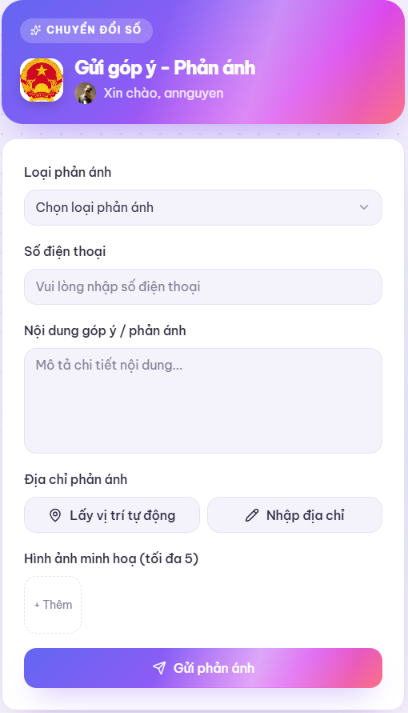 CHUYỂN ĐỔI SỐ
Gửi góp ý - Phản ánh
Xin chào, annguyen
Loại phản ánh
Chọn loại phản ánh
Số điện thoại
Vui lòng nhập số điện thoại
Nội dung góp ý / phản ánh
Mô tả chi tiết nội dung...
Địa chỉ phản ánh
Lấy vị trí tự động
Nhập địa chỉ
Hình ảnh minh hoạ (tối đa 5)
+ Thêm
Gửi phản ánh